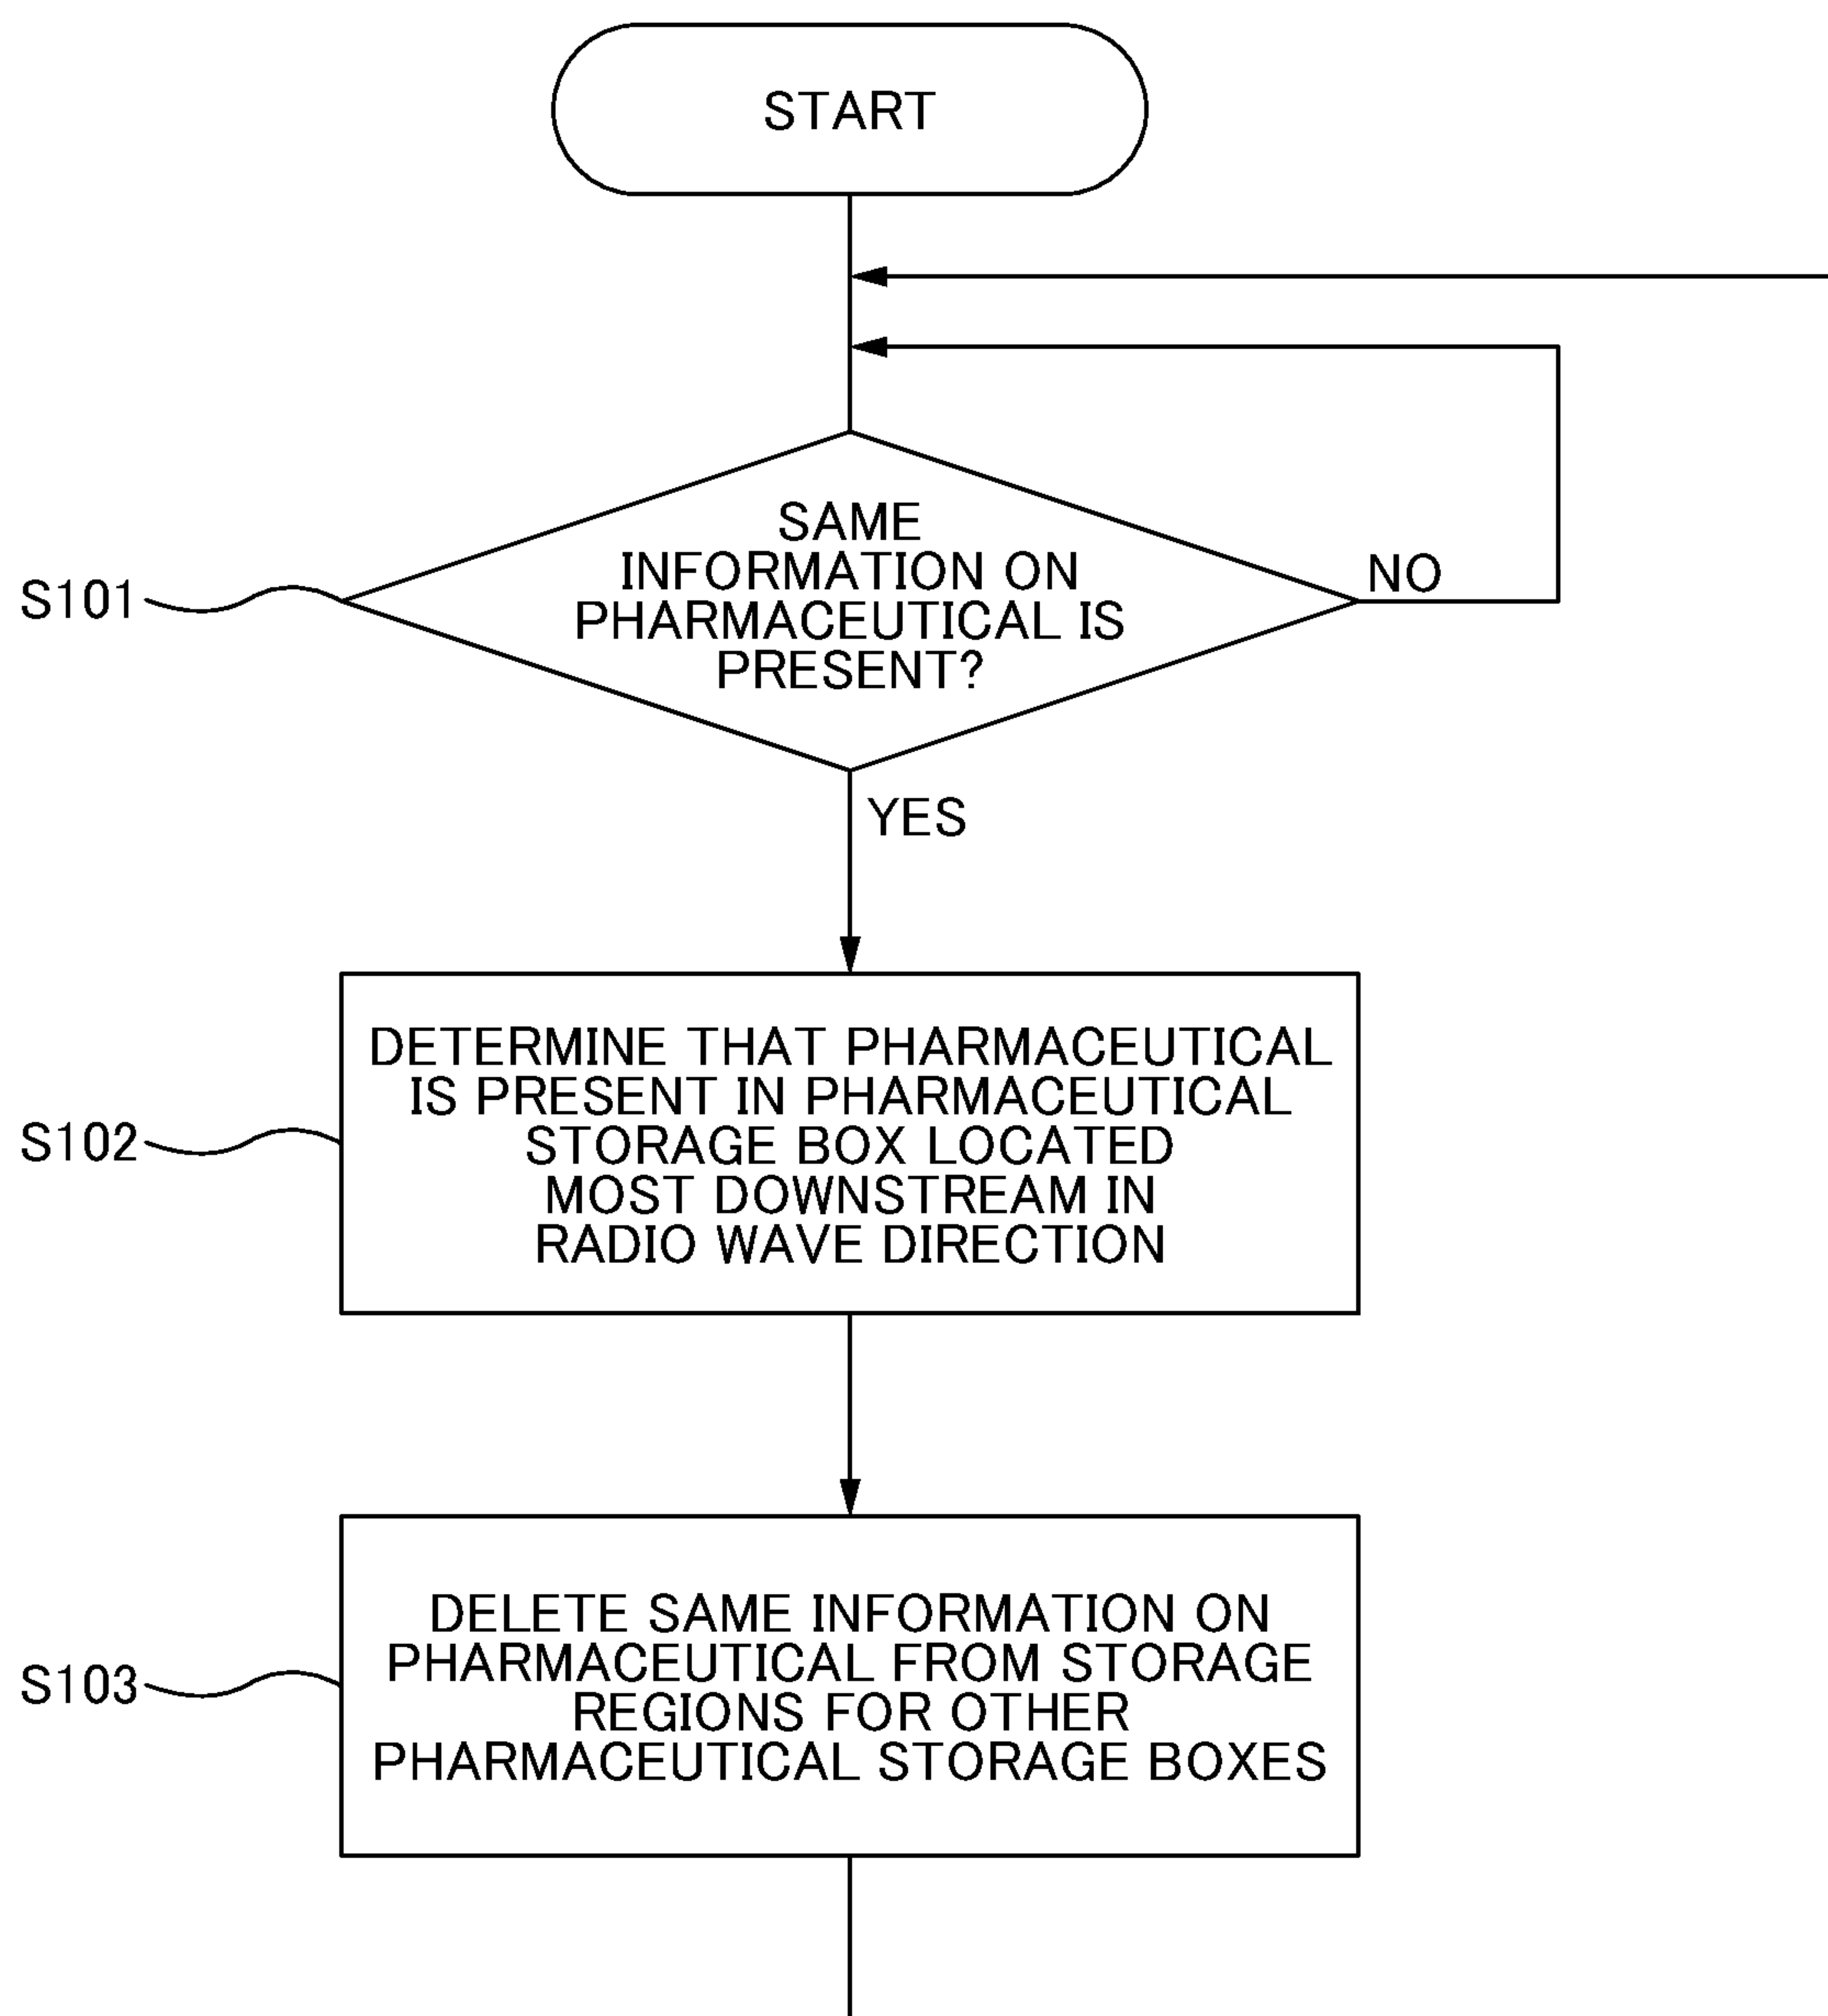 START
SAME
INFORMATION ON
PHARMACEUTICAL IS
PRESENT?
NO
S101
YES
DETERMINE THAT PHARMACEUTICAL
IS PRESENT IN PHARMACEUTICAL
STORAGE BOX LOCATED
MOST DOWNSTREAM IN
RADIO WAVE DIRECTION
S102
DELETE SAME INFORMATION ON
PHARMACEUTICAL FROM STORAGE
REGIONS FOR OTHER
PHARMACEUTICAL STORAGE BOXES
S103